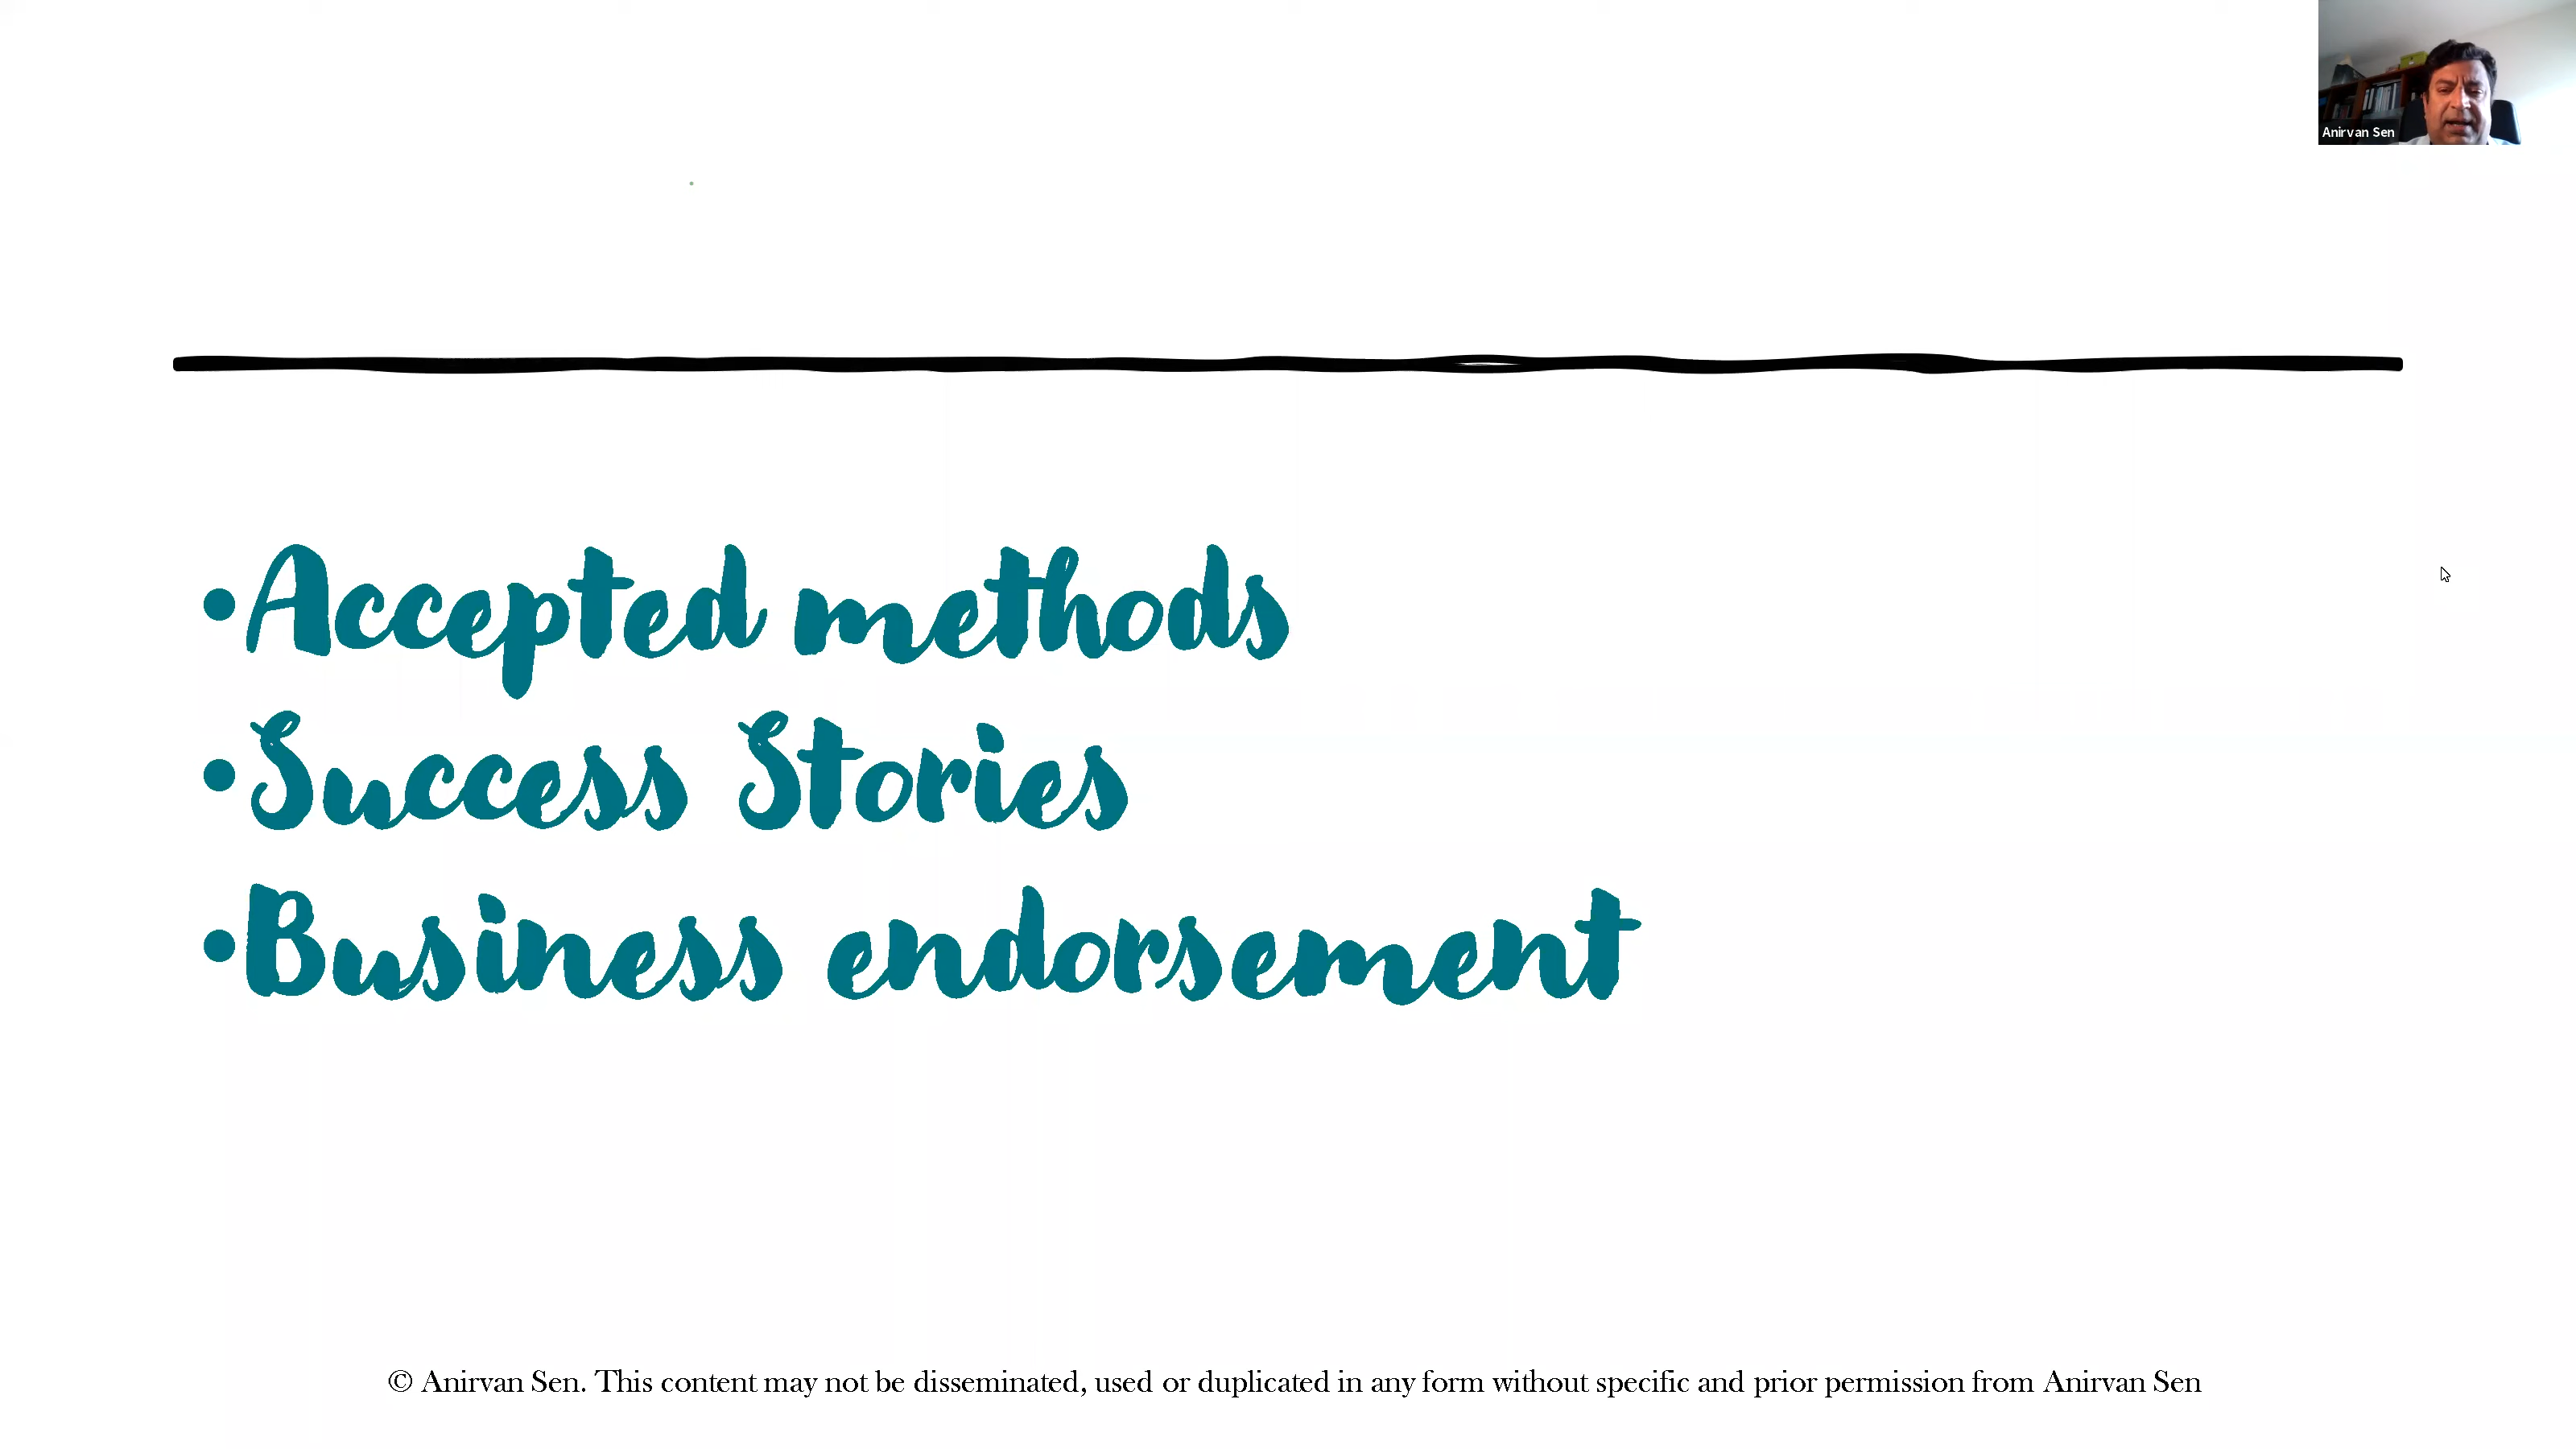 Anirvan Sen
•Accepted methods
•Success Stories
•Business endorsement
© Anirvan Sen. This content may not be disseminated, used or duplicated in any form without specific and prior permission from Anirvan Sen